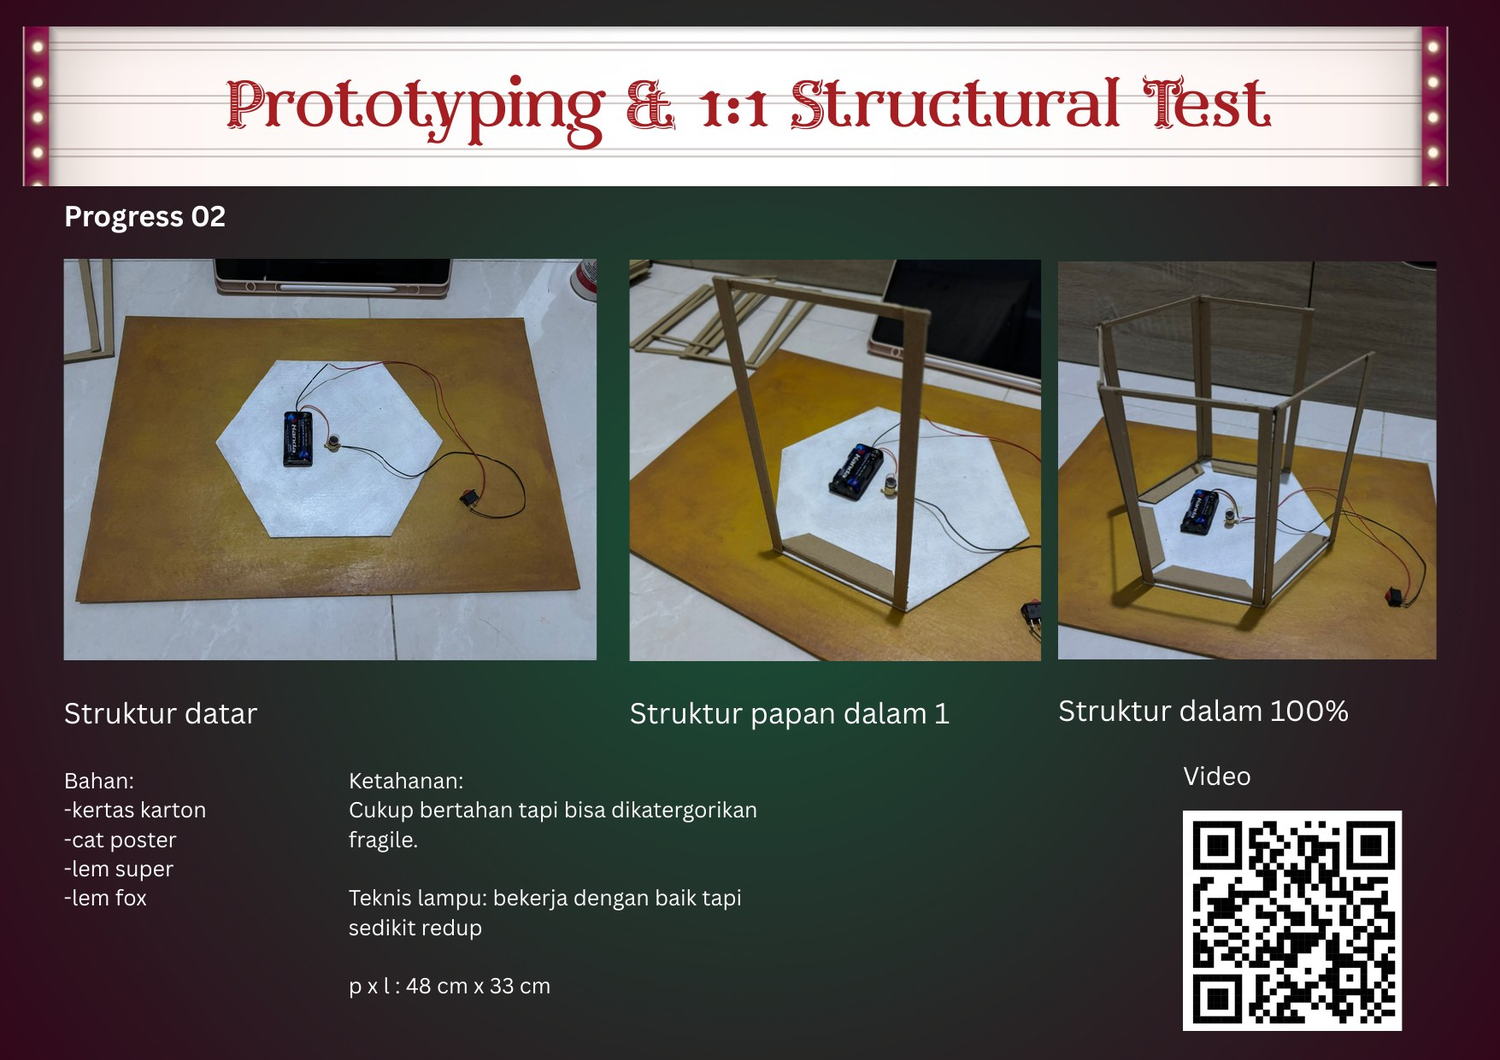 Prototyping & 1:1 Structural Test
Progress 02
Struktur datar
Struktur papan dalam 1
Struktur dalam 100%
Bahan:
-kertas karton
-cat poster
-lem super
-lem fox
Ketahanan:
Cukup bertahan tapi bisa dikatergorikan
fragile.
Teknis lampu: bekerja dengan baik tapi
sedikit redup
p x l : 48 cm x 33 cm
Video